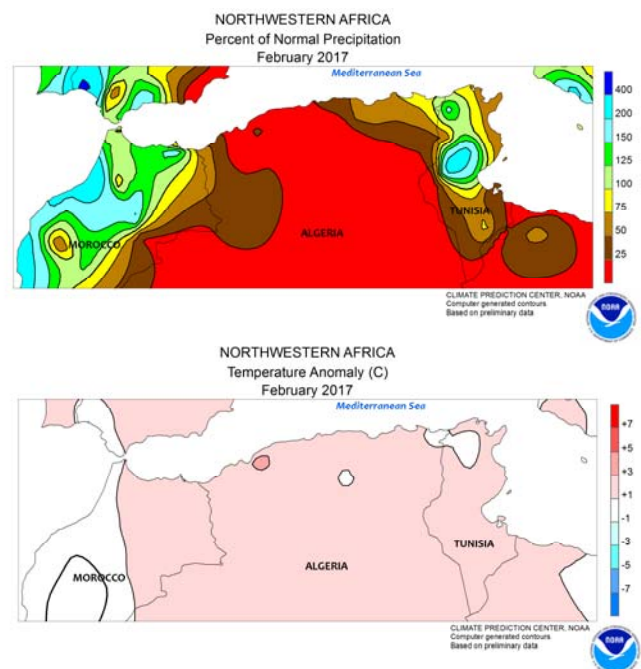 NORTHWESTERN AFRICA
Percent of Normal Precipitation
February 2017
Mediterranean Sea
400
200
150
125
100
75
50
25
MOROCCO
ALGERIA
TUNISIA
CLIMATE PREDICTION CENTER, NOAA
Computer generated contours
Based on preliminary data
NOAA
NORTHWESTERN AFRICA
Temperature Anomaly (C)
February 2017
Mediterranean Sea
+7
+5
+3
+1
-1
-3
-5
-7
MOROCCO
ALGERIA
TUNISIA
CLIMATE PREDICTION CENTER, NOAA
Computer generated contours
Based on preliminary data
NOAA